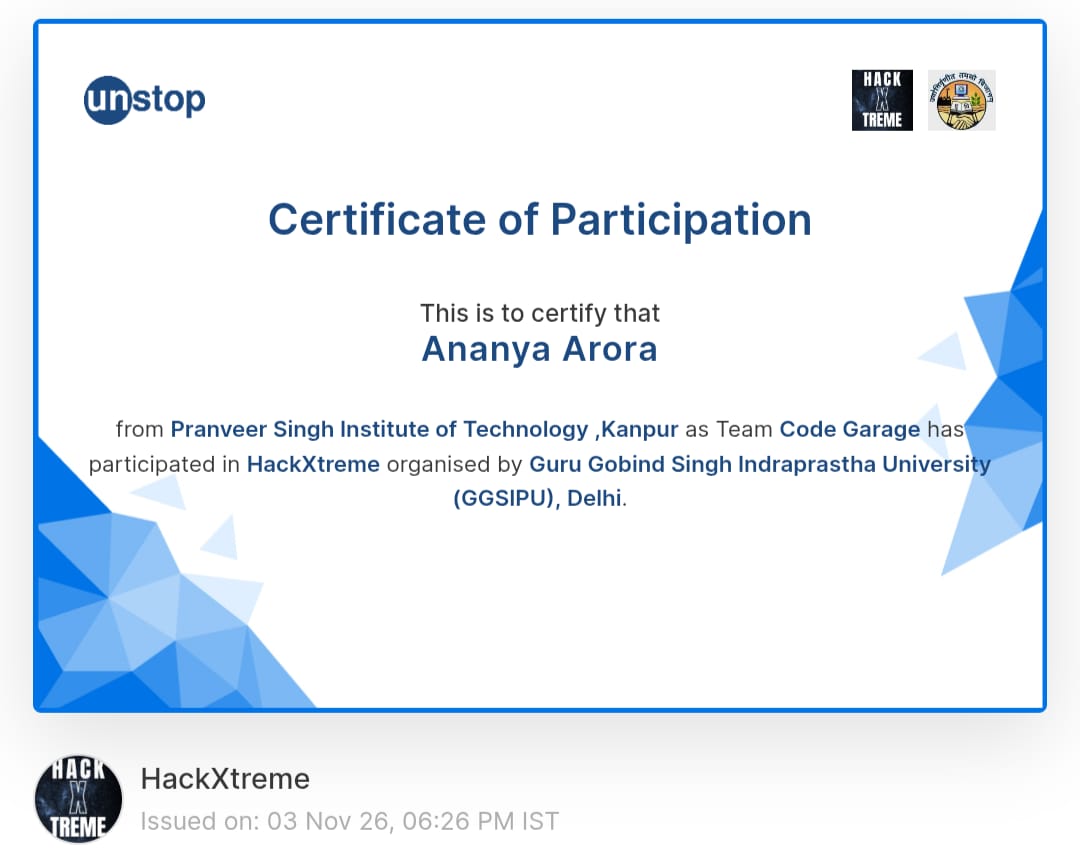 unstop
HACK
X
TREME
Certificate of Participation
This is to certify that
Ananya Arora
from Pranveer Singh Institute of Technology ,Kanpur as Team Code Garage has
participated in HackXtreme organised by Guru Gobind Singh Indraprastha University
(GGSIPU), Delhi.
HACK
X
TREME
HackXtreme
Issued on: 03 Nov 26, 06:26 PM IST